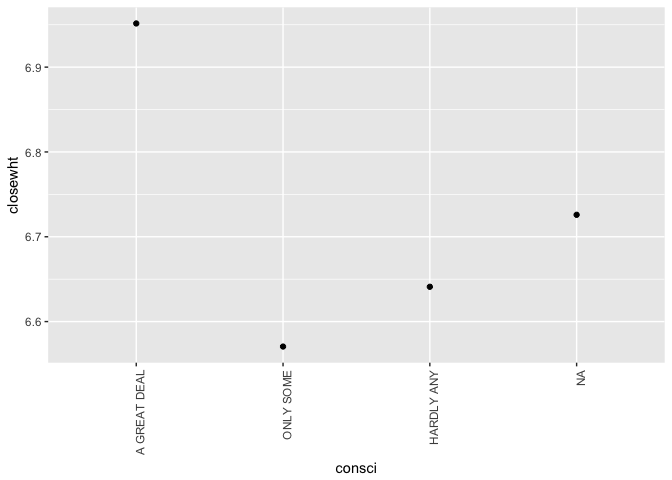 6.9
6.8
6.7
6.6
closewht
A GREAT DEAL
ONLY SOME
HARDLY ANY
NA
consci